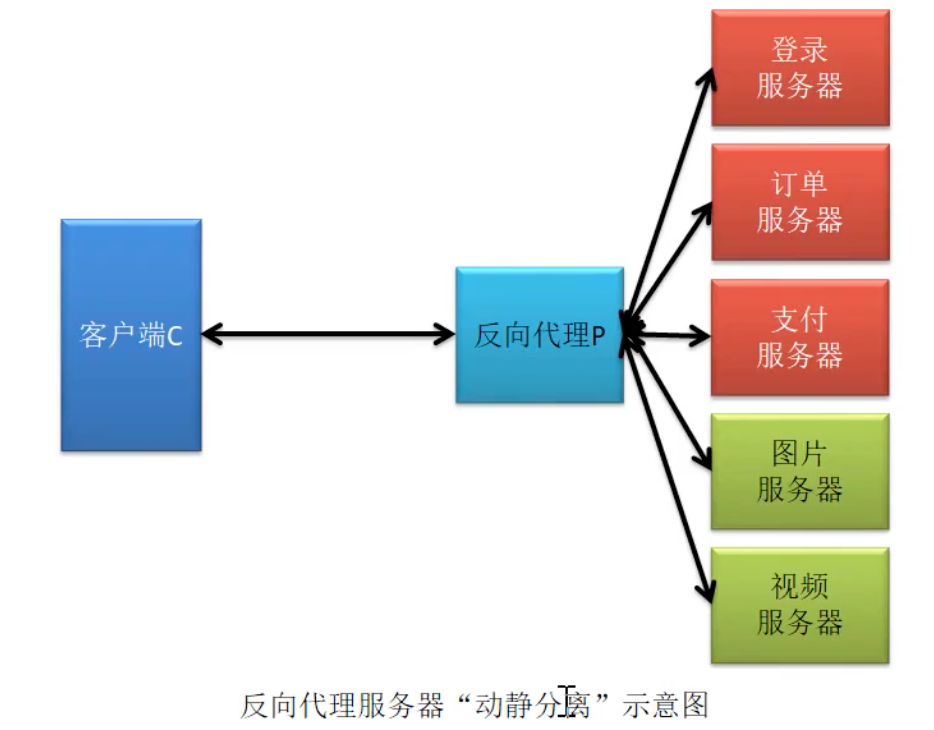 登录
服务器
订单
服务器
客户端C
反向代理P
支付
服务器
图片
服务器
视频
服务器
反向代理服务器“动静分离”示意图